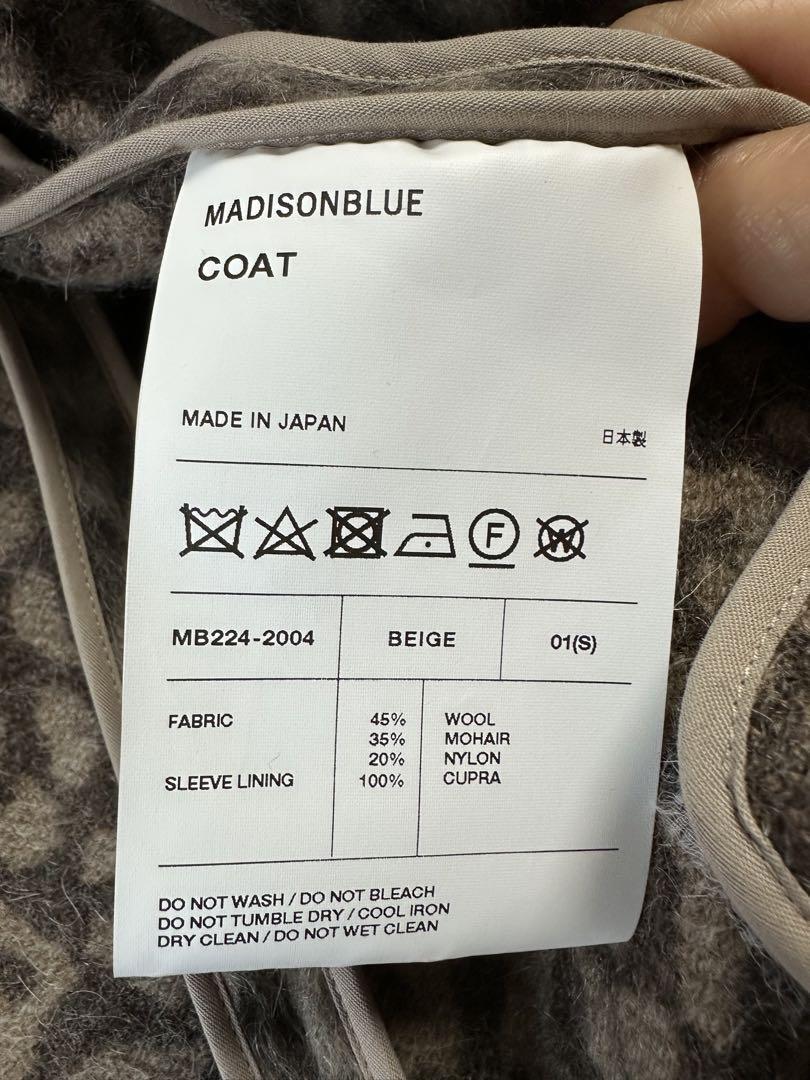 MADISONBLUE
COAT
MADE IN JAPAN 日本製
F W
MB224-2004 BEIGE 01(S)
FABRIC 45% WOOL
35% MOHAIR
20% NYLON
SLEEVE LINING 100% CUPRA
DO NOT WASH / DO NOT BLEACH
DO NOT TUMBLE DRY / COOL IRON
DRY CLEAN / DO NOT WET CLEAN